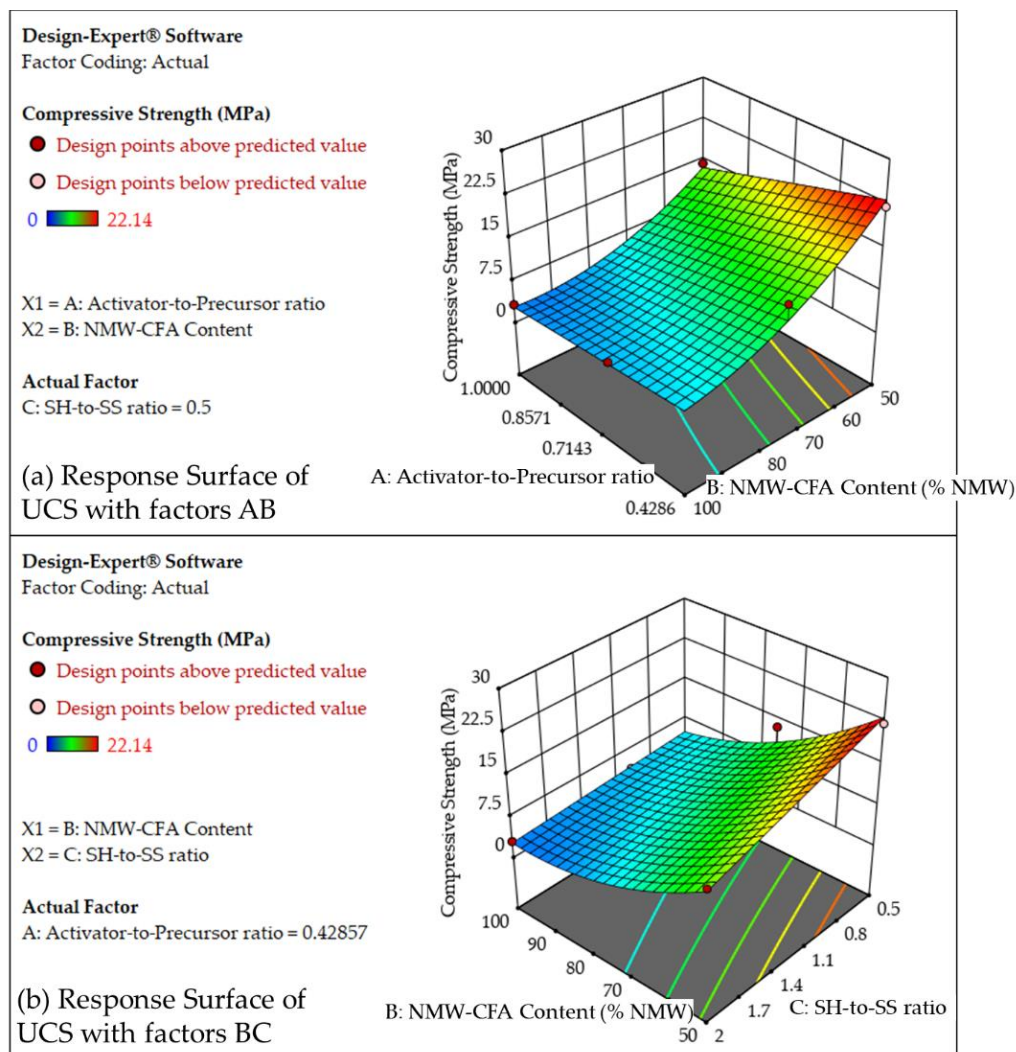 Design-Expert® Software
Factor Coding: Actual
Compressive Strength (MPa)
Design points above predicted value
Design points below predicted value
0 22.14
X1 = A: Activator-to-Precursor ratio
X2 = B: NMW-CFA Content
Actual Factor
C: SH-to-SS ratio = 0.5
(a) Response Surface of
UCS with factors AB
Compressive Strength (MPa)
30
22.5
15
7.5
0
1.0000
0.8571
0.7143
0.4286
A: Activator-to-Precursor ratio
100
80
70
60
50
B: NMW-CFA Content (% NMW)
Design-Expert® Software
Factor Coding: Actual
Compressive Strength (MPa)
Design points above predicted value
Design points below predicted value
0 22.14
X1 = B: NMW-CFA Content
X2 = C: SH-to-SS ratio
Actual Factor
A: Activator-to-Precursor ratio = 0.42857
(b) Response Surface of
UCS with factors BC
Compressive Strength (MPa)
30
22.5
15
7.5
0
100
90
80
70
50
B: NMW-CFA Content (% NMW)
2
1.7
1.4
1.1
0.8
0.5
C: SH-to-SS ratio